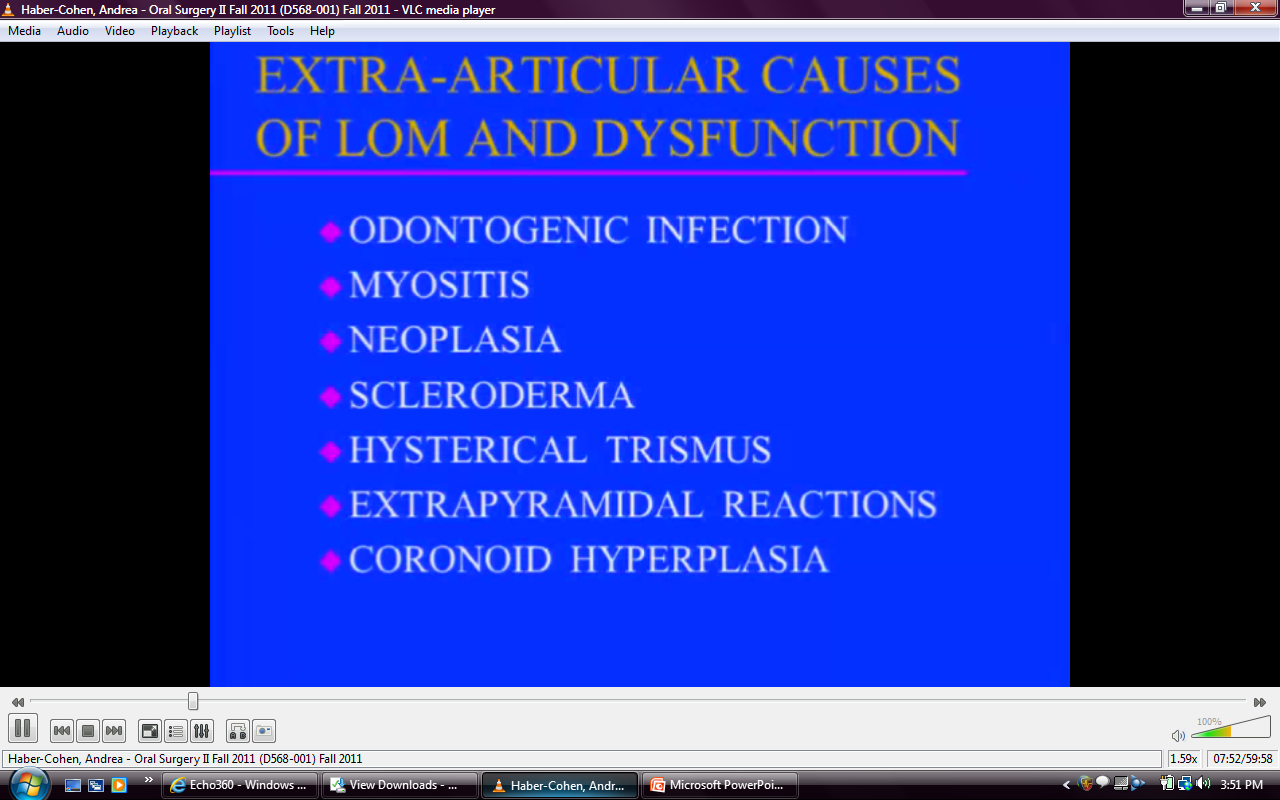 Haber-Cohen, Andrea - Oral Surgery II Fall 2011 (D568-001) Fall 2011 - VLC media player
Media Audio Video Playback Playlist Tools Help
EXTRA-ARTICULAR CAUSES
OF LOM AND DYSFUNCTION
ODONTOGENIC INFECTION
MYOSITIS
NEOPLASIA
SCLERODERMA
HYSTERICAL TRISMUS
EXTRAPYRAMIDAL REACTIONS
CORONOID HYPERPLASIA
100%
Haber-Cohen, Andrea - Oral Surgery II Fall 2011 (D568-001) Fall 2011 1.59x 07:52/59:58
Echo360 - Windows ... View Downloads - ... Haber-Cohen, Andr... Microsoft PowerPoi... 3:51 PM